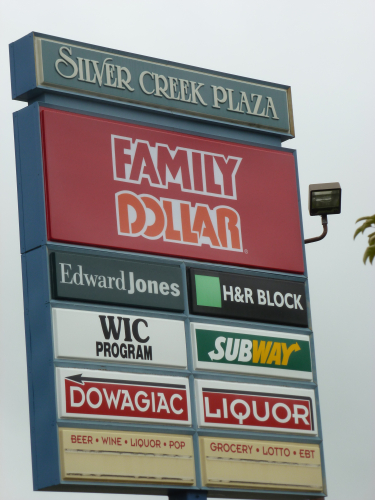 SILVER CREEK PLAZA
FAMILY
DOLLAR
Edward Jones
H&R BLOCK
WIC
PROGRAM
SUBWAY
DOWAGIAC
LIQUOR
BEER • WINE • LIQUOR • POP
GROCERY • LOTTO • EBT